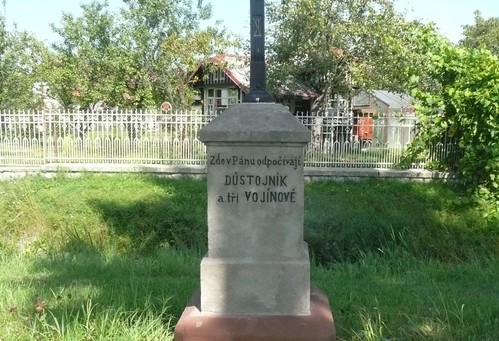 Zde v Pánu odpočívají
DŮSTOJNÍK
a tři VOJÍNOVÉ